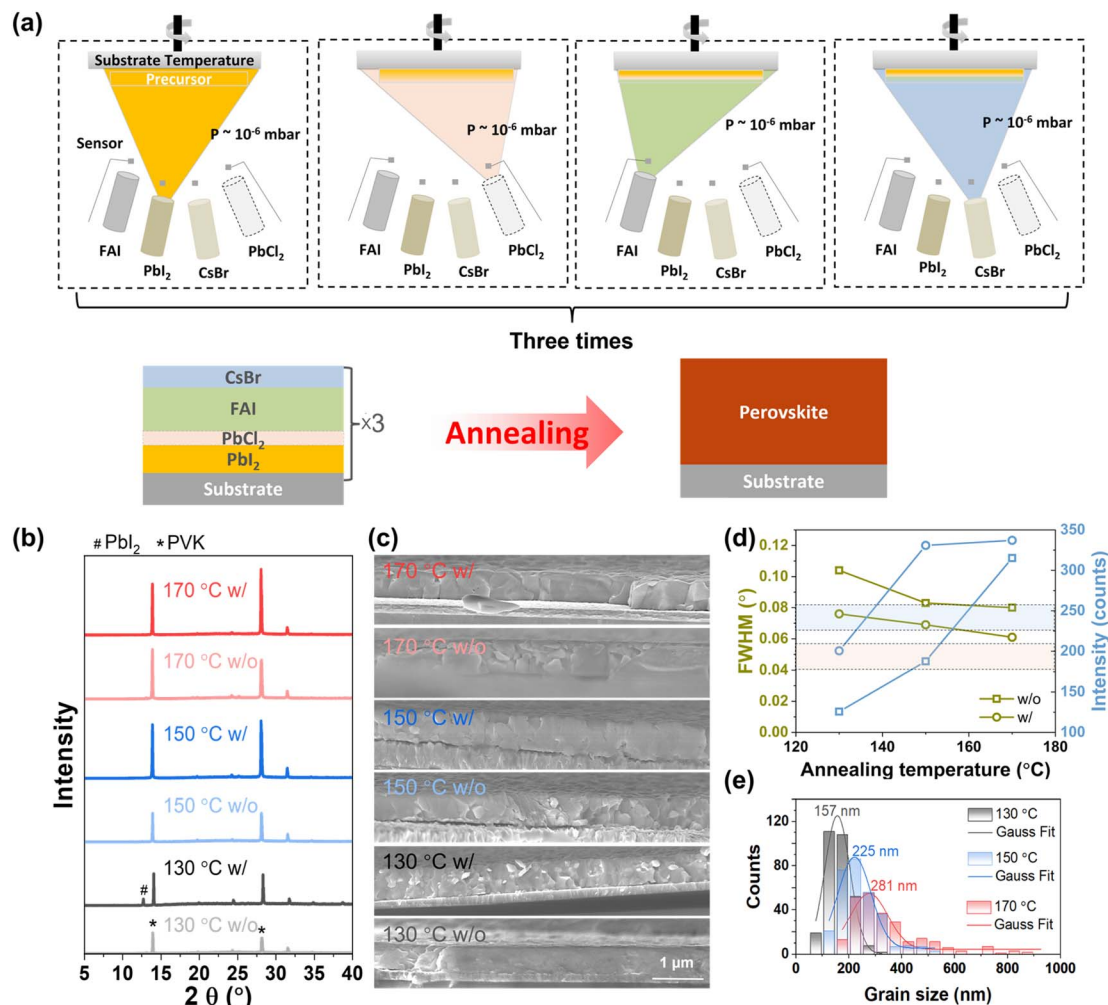 (a)
Substrate Temperature
Precursor
P ~ 10⁻⁶ mbar
Sensor
FAI
PbI₂
CsBr
PbCl₂
P ~ 10⁻⁶ mbar
FAI
PbI₂
CsBr
PbCl₂
P ~ 10⁻⁶ mbar
FAI
PbI₂
CsBr
PbCl₂
P ~ 10⁻⁶ mbar
FAI
PbI₂
CsBr
PbCl₂
Three times
CsBr
FAI
PbCl₂
PbI₂
Substrate
×3
Annealing
Perovskite
Substrate
(b)
#PbI₂ *PVK
170 °C w/
170 °C w/o
150 °C w/
150 °C w/o
130 °C w/
#
* 130 °C w/o *
Intensity
5 10 15 20 25 30 35 40
2 θ (°)
(c)
170 °C w/
170 °C w/o
150 °C w/
150 °C w/o
130 °C w/
130 °C w/o
1 µm
(d)
0.12
0.10
0.08
0.06
0.04
0.02
0.00
FWHM (°)
350
300
250
200
150
100
Intensity (counts)
w/o
w/
120 140 160 180
Annealing temperature (°C)
(e)
120
80
40
0
Counts
157 nm
225 nm
281 nm
130 °C
Gauss Fit
150 °C
Gauss Fit
170 °C
Gauss Fit
0 200 400 600 800 1000
Grain size (nm)